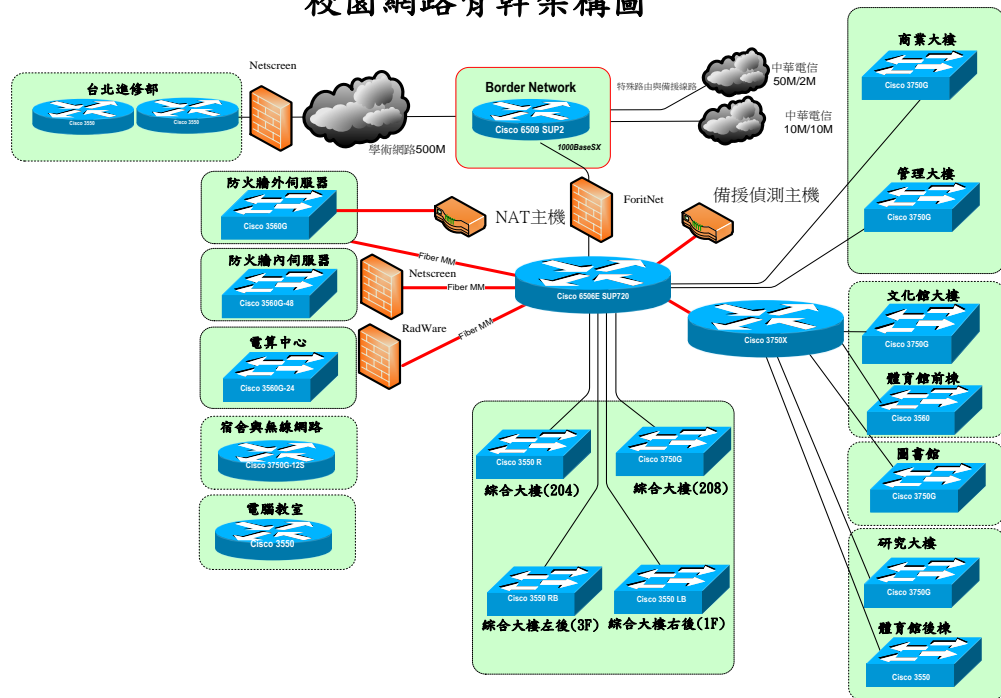 校園網路骨幹架構圖
Netscreen
台北進修部
Cisco 3550
Cisco 3550
學術網路500M
Border Network
Cisco 6509 SUP2
1000BaseSX
特殊路由與備援線路
中華電信
50M/2M
中華電信
10M/10M
商業大樓
Cisco 3750G
管理大樓
Cisco 3750G
防火牆外伺服器
Cisco 3560G
NAT主機
ForitNet
備援偵測主機
Fiber MM
防火牆內伺服器
Cisco 3560G-48
Netscreen
Fiber MM
Cisco 6506E SUP720
RadWare
Fiber MM
電算中心
Cisco 3560G-24
Cisco 3750X
文化館大樓
Cisco 3750G
體育館前棟
Cisco 3560
宿舍與無線網路
Cisco 3750G-12S
電腦教室
Cisco 3550
Cisco 3550 R
綜合大樓(204)
Cisco 3750G
綜合大樓(208)
圖書館
Cisco 3750G
研究大樓
Cisco 3750G
Cisco 3550 RB
綜合大樓左後(3F)
Cisco 3550 LB
綜合大樓右後(1F)
體育館後棟
Cisco 3550